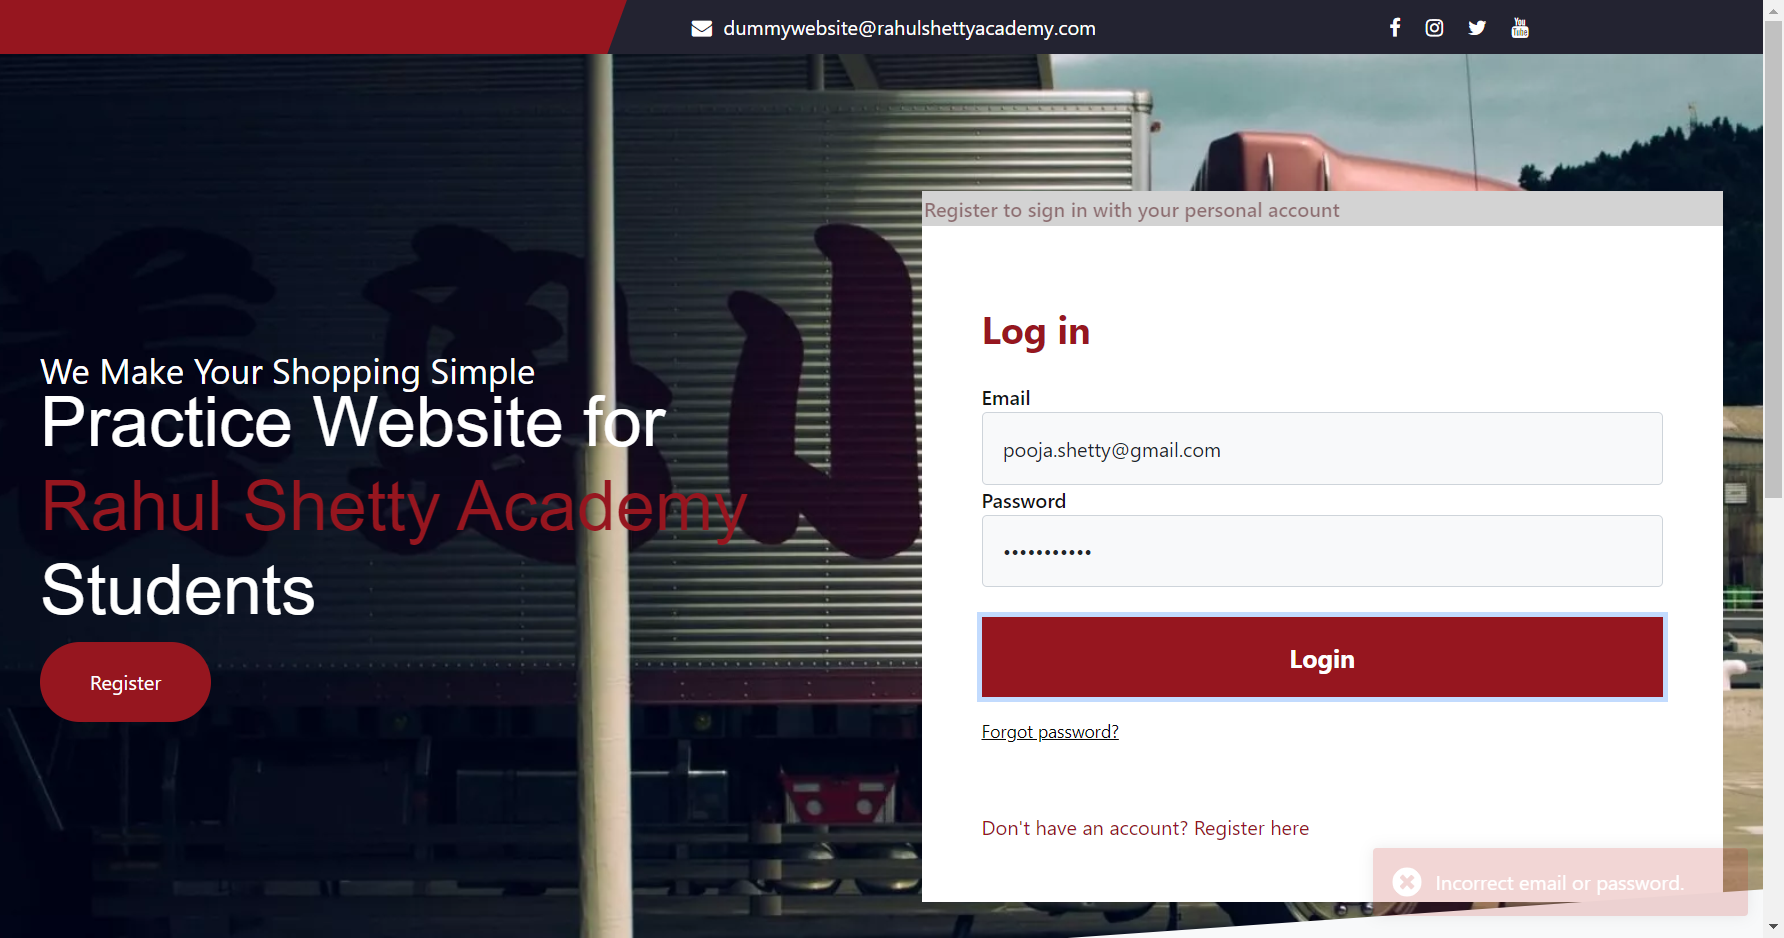 dummywebsite@rahulshettyacademy.com
We Make Your Shopping Simple
Practice Website for
Rahul Shetty Academy
Students
Register
Register to sign in with your personal account
Log in
Email
pooja.shetty@gmail.com
Password
•••••••••••
Login
Forgot password?
Don't have an account? Register here
Incorrect email or password.